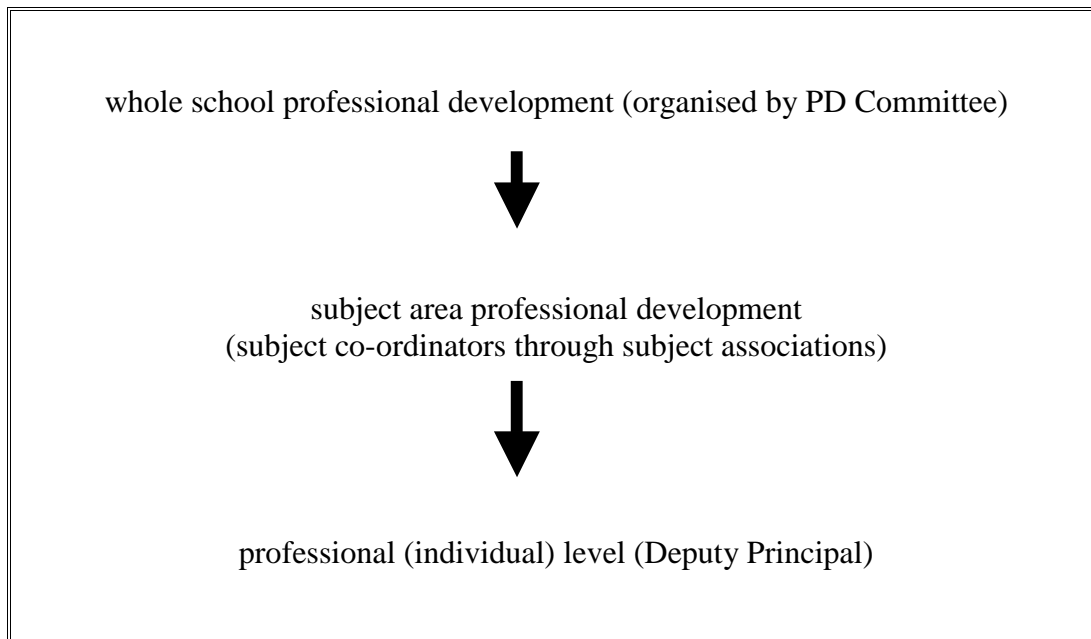 whole school professional development (organised by PD Committee)
subject area professional development
(subject co-ordinators through subject associations)
professional (individual) level (Deputy Principal)